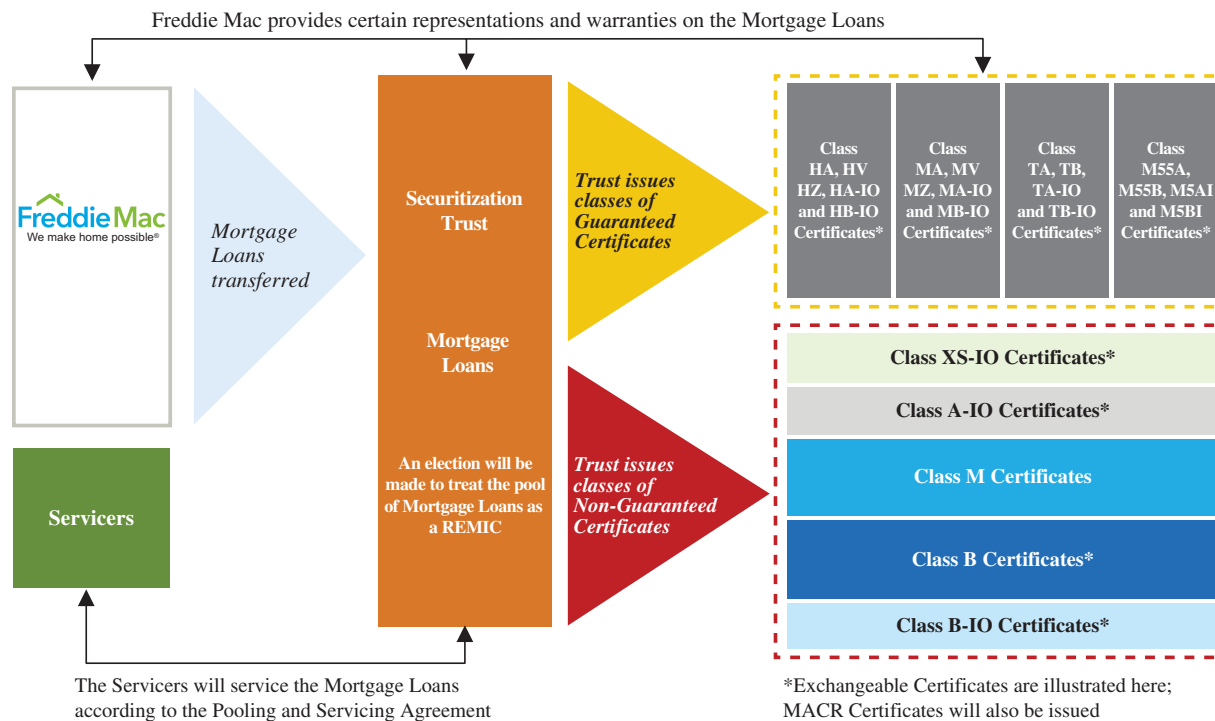 Freddie Mac provides certain representations and warranties on the Mortgage Loans
Freddie Mac
We make home possible®
Mortgage
Loans
transferred
Servicers
Securitization
Trust
Mortgage
Loans
An election will be
made to treat the pool
of Mortgage Loans as
a REMIC
Trust issues
classes of
Guaranteed
Certificates
Trust issues
classes of
Non-Guaranteed
Certificates
Class
HA, HV
HZ, HA-IO
and HB-IO
Certificates*
Class
MA, MV
MZ, MA-IO
and MB-IO
Certificates*
Class
TA, TB,
TA-IO
and TB-IO
Certificates*
Class
M55A,
M55B, M5AI
and M5BI
Certificates*
Class XS-IO Certificates*
Class A-IO Certificates*
Class M Certificates
Class B Certificates*
Class B-IO Certificates*
The Servicers will service the Mortgage Loans
according to the Pooling and Servicing Agreement
*Exchangeable Certificates are illustrated here;
MACR Certificates will also be issued